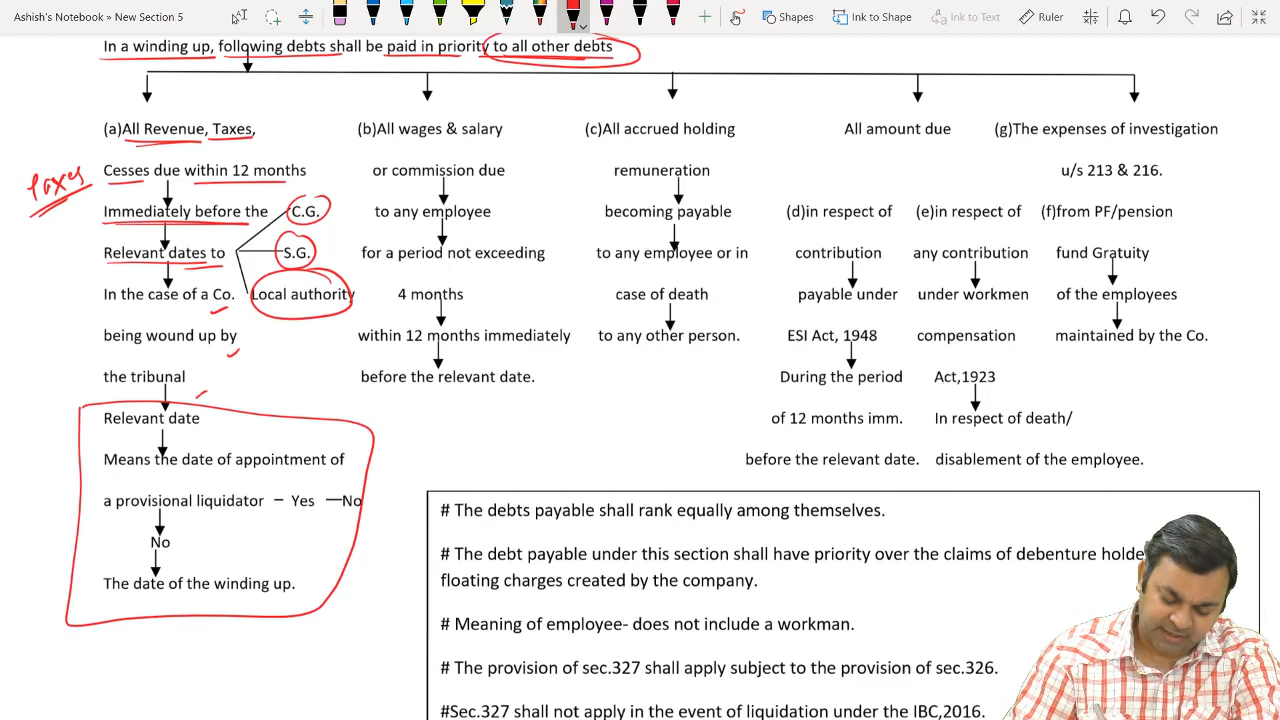 Ashish's Notebook » New Section 5
Shapes
Ink to Shape
Ink to Text
Math
Ruler
In a winding up, following debts shall be paid in priority to all other debts
(a)All Revenue, Taxes,
Cesses due within 12 months
Immediately before the
Relevant dates to
In the case of a Co.
being wound up by
the tribunal
Taxes
C.G.
S.G.
Local authority
Relevant date
Means the date of appointment of
a provisional liquidator – Yes —No
No
The date of the winding up.
(b)All wages & salary
or commission due
to any employee
for a period not exceeding
4 months
within 12 months immediately
before the relevant date.
(c)All accrued holding
remuneration
becoming payable
to any employee or in
case of death
to any other person.
All amount due
(d)in respect of
contribution
payable under
ESI Act, 1948
During the period
of 12 months imm.
before the relevant date.
(e)in respect of
any contribution
under workmen
compensation
Act,1923
In respect of death/
disablement of the employee.
(f)from PF/pension
fund Gratuity
of the employees
maintained by the Co.
(g)The expenses of investigation
u/s 213 & 216.
# The debts payable shall rank equally among themselves.
# The debt payable under this section shall have priority over the claims of debenture holde
floating charges created by the company.
# Meaning of employee- does not include a workman.
# The provision of sec.327 shall apply subject to the provision of sec.326.
#Sec.327 shall not apply in the event of liquidation under the IBC,2016.